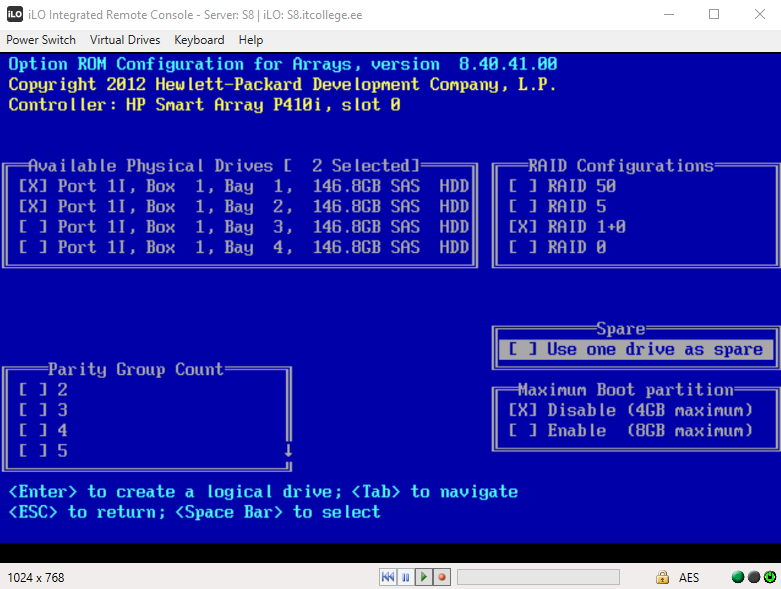 iLO iLO Integrated Remote Console - Server: S8 | iLO: S8.itcollege.ee
Power Switch Virtual Drives Keyboard Help
Option ROM Configuration for Arrays, version 8.40.41.00
Copyright 2012 Hewlett-Packard Development Company, L.P.
Controller: HP Smart Array P410i, slot 0
Available Physical Drives [ 2 Selected]
[X] Port 1I, Box 1, Bay 1, 146.8GB SAS HDD
[X] Port 1I, Box 1, Bay 2, 146.8GB SAS HDD
[ ] Port 1I, Box 1, Bay 3, 146.8GB SAS HDD
[ ] Port 1I, Box 1, Bay 4, 146.8GB SAS HDD
RAID Configurations
[ ] RAID 50
[ ] RAID 5
[X] RAID 1+0
[ ] RAID 0
Spare
[ ] Use one drive as spare
Parity Group Count
[ ] 2
[ ] 3
[ ] 4
[ ] 5
Maximum Boot partition
[X] Disable (4GB maximum)
[ ] Enable (8GB maximum)
<Enter> to create a logical drive; <Tab> to navigate
<ESC> to return; <Space Bar> to select
1024 x 768 AES